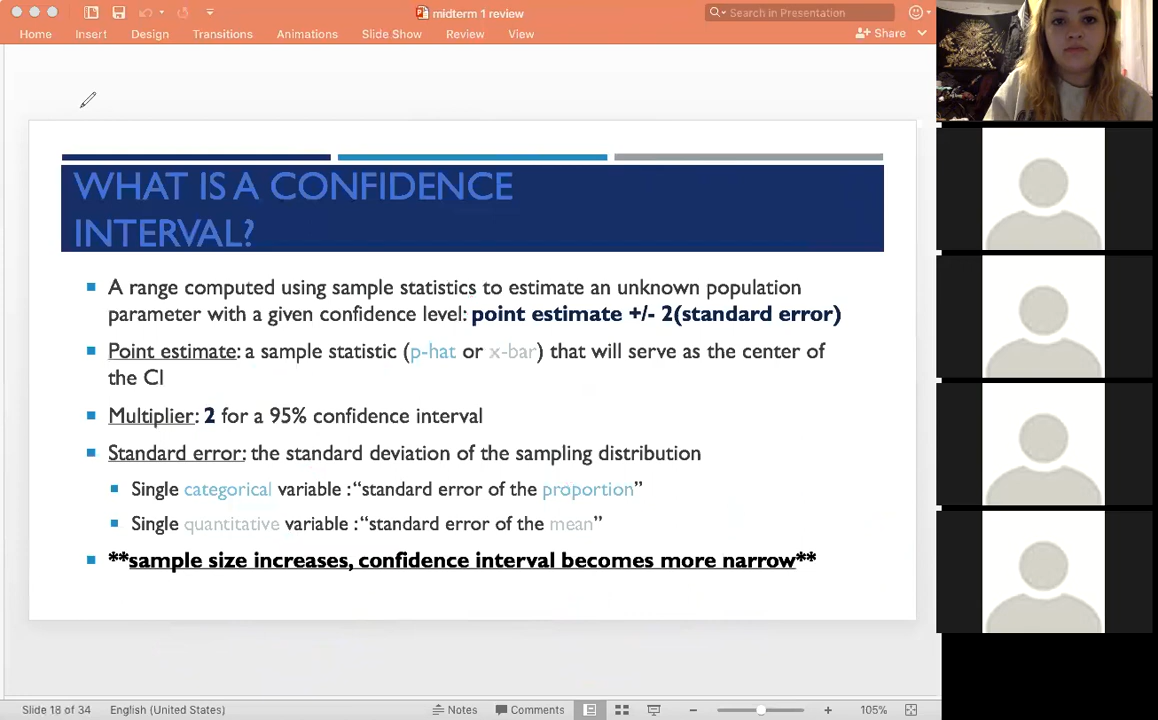 midterm 1 review
Search in Presentation
Home Insert Design Transitions Animations Slide Show Review View Share
WHAT IS A CONFIDENCE
INTERVAL?
A range computed using sample statistics to estimate an unknown population
parameter with a given confidence level: point estimate +/- 2(standard error)
Point estimate: a sample statistic (p-hat or x-bar) that will serve as the center of
the CI
Multiplier: 2 for a 95% confidence interval
Standard error: the standard deviation of the sampling distribution
Single categorical variable : “standard error of the proportion”
Single quantitative variable : “standard error of the mean”
**sample size increases, confidence interval becomes more narrow**
Slide 18 of 34 English (United States) Notes Comments 105%